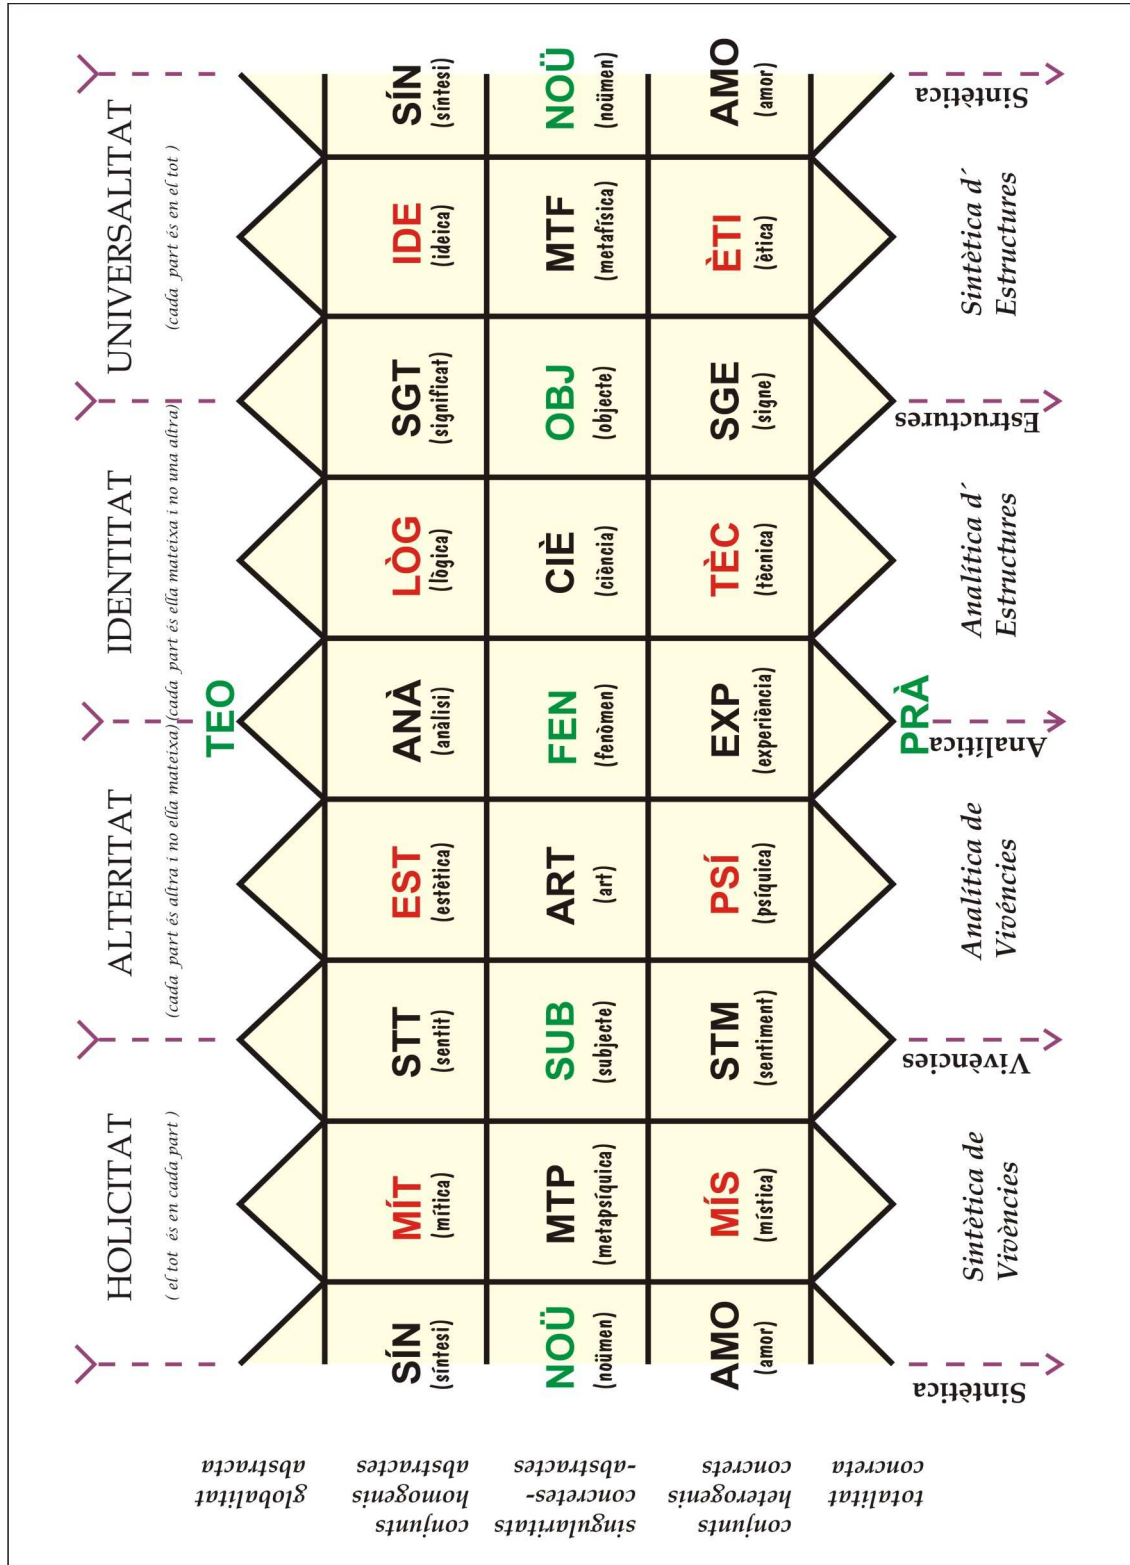 HOLICITAT
( el tot és en cada part )
ALTERITAT
(cada part és altra i no ella mateixa)
IDENTITAT
(cada part és ella mateixa i no una altra)
UNIVERSALITAT
(cada part és en el tot )
TEO
globalitat
abstracta
conjunts
homogenis
abstractes
SÍN
(síntesi)
MÍT
(mítica)
STT
(sentit)
EST
(estètica)
ANÀ
(anàlisi)
LÒG
(lògica)
SGT
(significat)
IDE
(ideica)
SÍN
(síntesi)
singularitats
concretes-
-abstractes
NOÜ
(noümen)
MTP
(metapsíquica)
SUB
(subjecte)
ART
(art)
FEN
(fenòmen)
CIÈ
(ciència)
OBJ
(objecte)
MTF
(metafísica)
NOÜ
(noümen)
conjunts
heterogenis
concrets
AMO
(amor)
MÍS
(mística)
STM
(sentiment)
PSÍ
(psíquica)
EXP
(experiència)
TÈC
(tècnica)
SGE
(signe)
ÈTI
(ètica)
AMO
(amor)
totalitat
concreta
PRÀ
Sintètica
Sintètica de
Vivències
Vivències
Analítica de
Vivéncies
Analítica
Analítica d´
Estructures
Estructures
Sintètica d´
Estructures
Sintètica